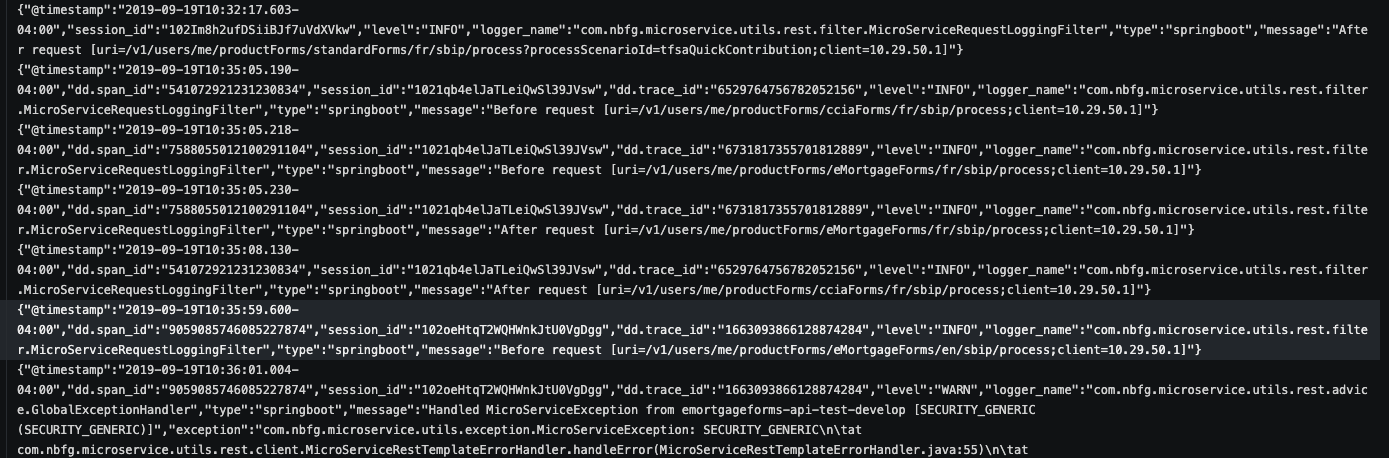 {"@timestamp":"2019-09-19T10:32:17.603-
04:00","session_id":"102Im8h2ufDSiiBJf7uVdXVkw","level":"INFO","logger_name":"com.nbfg.microservice.utils.rest.filter.MicroServiceRequestLoggingFilter","type":"springboot","message":"Afte
r request [uri=/v1/users/me/productForms/standardForms/fr/sbip/process?processScenarioId=tfsaQuickContribution;client=10.29.50.1]"}
{"@timestamp":"2019-09-19T10:35:05.190-
04:00","dd.span_id":"541072921231230834","session_id":"1021qb4elJaTLeiQwSl39JVsw","dd.trace_id":"6529764756782052156","level":"INFO","logger_name":"com.nbfg.microservice.utils.rest.filter
.MicroServiceRequestLoggingFilter","type":"springboot","message":"Before request [uri=/v1/users/me/productForms/cciaForms/fr/sbip/process;client=10.29.50.1]"}
{"@timestamp":"2019-09-19T10:35:05.218-
04:00","dd.span_id":"7588055012100291104","session_id":"1021qb4elJaTLeiQwSl39JVsw","dd.trace_id":"6731817355701812889","level":"INFO","logger_name":"com.nbfg.microservice.utils.rest.filte
r.MicroServiceRequestLoggingFilter","type":"springboot","message":"Before request [uri=/v1/users/me/productForms/eMortgageForms/fr/sbip/process;client=10.29.50.1]"}
{"@timestamp":"2019-09-19T10:35:05.230-
04:00","dd.span_id":"7588055012100291104","session_id":"1021qb4elJaTLeiQwSl39JVsw","dd.trace_id":"6731817355701812889","level":"INFO","logger_name":"com.nbfg.microservice.utils.rest.filte
r.MicroServiceRequestLoggingFilter","type":"springboot","message":"After request [uri=/v1/users/me/productForms/eMortgageForms/fr/sbip/process;client=10.29.50.1]"}
{"@timestamp":"2019-09-19T10:35:08.130-
04:00","dd.span_id":"541072921231230834","session_id":"1021qb4elJaTLeiQwSl39JVsw","dd.trace_id":"6529764756782052156","level":"INFO","logger_name":"com.nbfg.microservice.utils.rest.filter
.MicroServiceRequestLoggingFilter","type":"springboot","message":"After request [uri=/v1/users/me/productForms/cciaForms/fr/sbip/process;client=10.29.50.1]"}
{"@timestamp":"2019-09-19T10:35:59.600-
04:00","dd.span_id":"9059085746085227874","session_id":"102oeHtqT2WQHWnkJtU0VgDgg","dd.trace_id":"1663093866128874284","level":"INFO","logger_name":"com.nbfg.microservice.utils.rest.filte
r.MicroServiceRequestLoggingFilter","type":"springboot","message":"Before request [uri=/v1/users/me/productForms/eMortgageForms/en/sbip/process;client=10.29.50.1]"}
{"@timestamp":"2019-09-19T10:36:01.004-
04:00","dd.span_id":"9059085746085227874","session_id":"102oeHtqT2WQHWnkJtU0VgDgg","dd.trace_id":"1663093866128874284","level":"WARN","logger_name":"com.nbfg.microservice.utils.rest.advic
e.GlobalExceptionHandler","type":"springboot","message":"Handled MicroServiceException from emortgageforms-api-test-develop [SECURITY_GENERIC
(SECURITY_GENERIC)]","exception":"com.nbfg.microservice.utils.exception.MicroServiceException: SECURITY_GENERIC\n\tat
com.nbfg.microservice.utils.rest.client.MicroServiceRestTemplateErrorHandler.handleError(MicroServiceRestTemplateErrorHandler.java:55)\n\tat